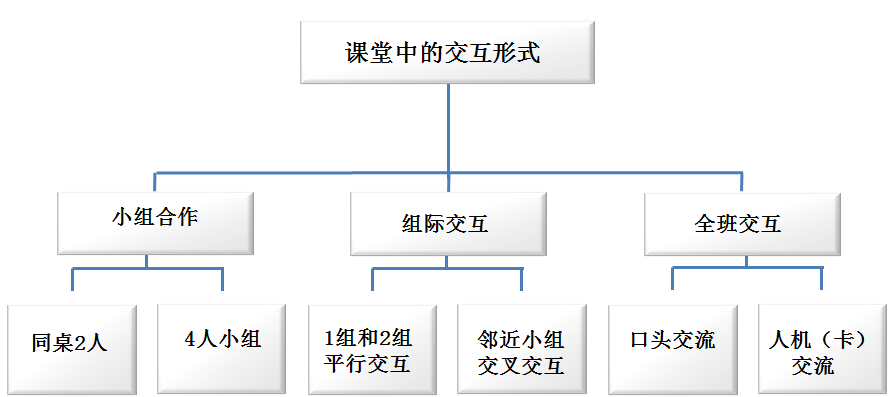 课堂中的交互形式
小组合作
组际交互
全班交互
同桌2人
4人小组
1组和2组
平行交互
邻近小组
交叉交互
口头交流
人机（卡）
交流